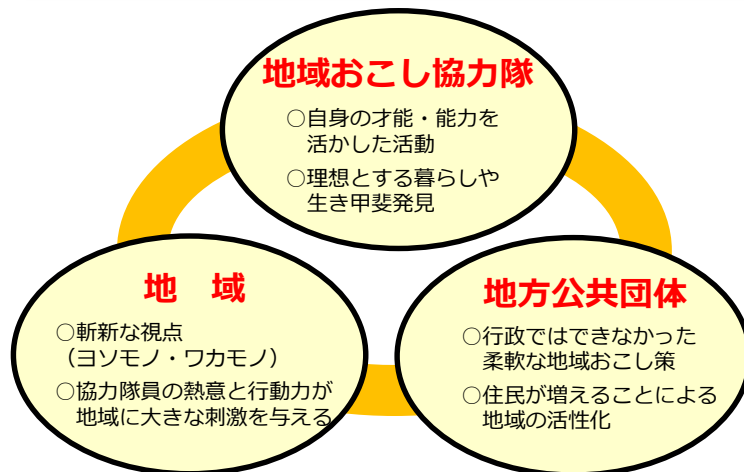 地域おこし協力隊
○自身の才能・能力を
活かした活動
○理想とする暮らしや
生き甲斐発見
地　域
○斬新な視点
（ヨソモノ・ワカモノ）
○協力隊員の熱意と行動力が
地域に大きな刺激を与える
地方公共団体
○行政ではできなかった
柔軟な地域おこし策
○住民が増えることによる
地域の活性化